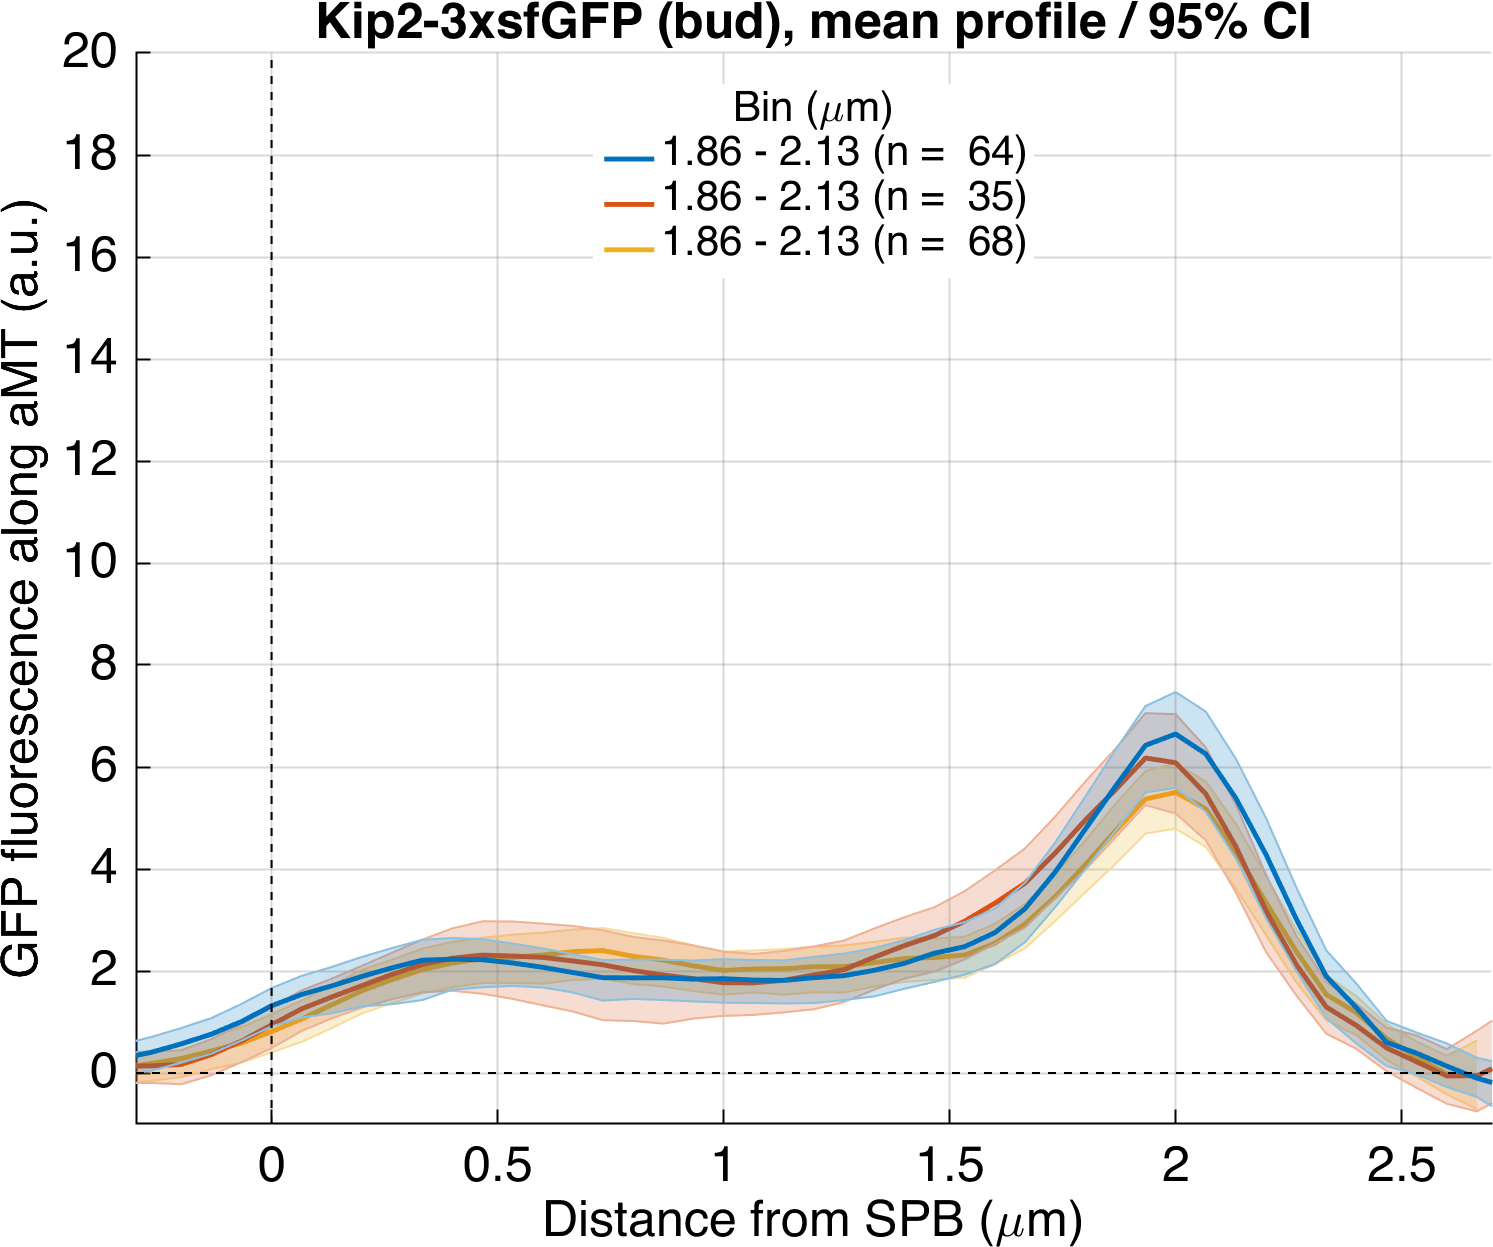 Kip2-3xsfGFP (bud), mean profile / 95% CI
GFP fluorescence along aMT (a.u.)
20
18
16
14
12
10
8
6
4
2
0
Bin (μm)
1.86 - 2.13 (n = 64)
1.86 - 2.13 (n = 35)
1.86 - 2.13 (n = 68)
0 0.5 1 1.5 2 2.5
Distance from SPB (μm)